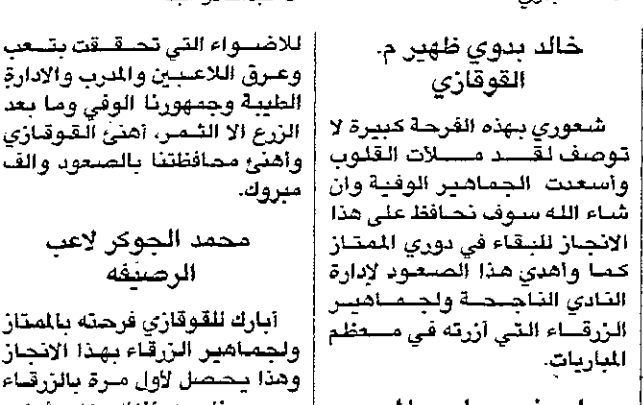 خالد بدوي ظهير م.
القوقازي
شعوري بهذه الفرحة كبيرة لا
توصف لقد ملأت القلوب
وأسعدت الجماهير الوفية وان
شاء الله سوف نحافظ على هذا
الانجاز للبقاء في دوري الممتاز
كما وأهدي هذا الصعود لإدارة
النادي الناجحة ولجماهير
الزرقاء التي أزرته في معظم
المباريات.
للاضواء التي تحققت بتعب
وعرق اللاعبين والمدرب والادارة
الطيبة وجمهورنا الوفي وما بعد
الزرع الا الثمر، أهنئ القوقازي
وأهنئ محافظتنا بالصعود والف
مبروك.
محمد الجوكر لاعب
الرصيفه
أبارك للقوقازي فرحته بالممتاز
ولجماهير الزرقاء بهذا الانجاز
وهذا يحصل لأول مرة بالزرقاء